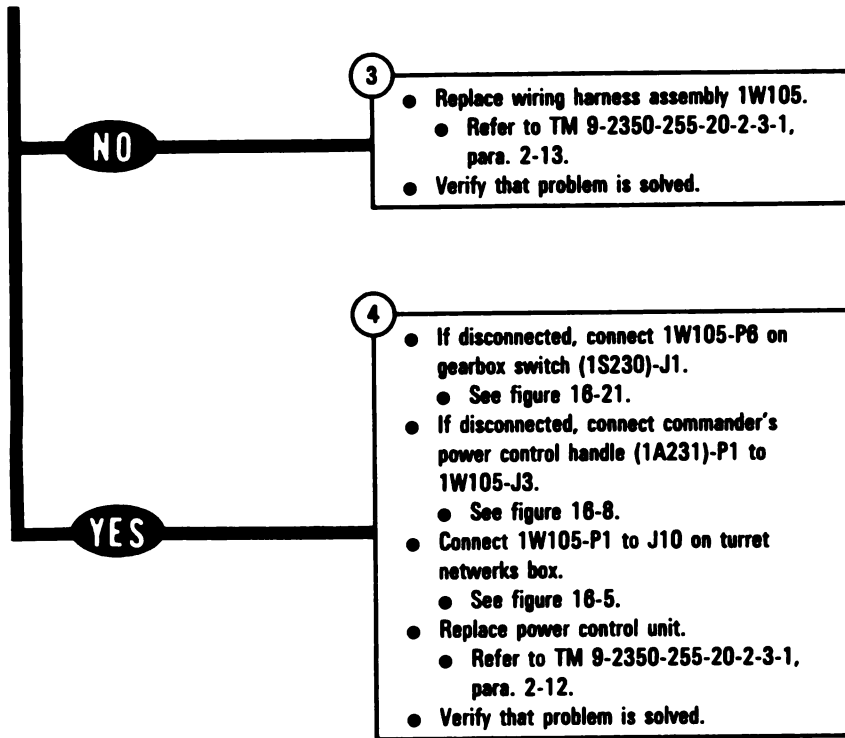 NO
3
● Replace wiring harness assembly 1W105.
● Refer to TM 9-2350-255-20-2-3-1,
para. 2-13.
● Verify that problem is solved.
YES
4
● If disconnected, connect 1W105-P6 on
gearbox switch (1S230)-J1.
● See figure 16-21.
● If disconnected, connect commander's
power control handle (1A231)-P1 to
1W105-J3.
● See figure 16-8.
● Connect 1W105-P1 to J10 on turret
networks box.
● See figure 16-5.
● Replace power control unit.
● Refer to TM 9-2350-255-20-2-3-1,
para. 2-12.
● Verify that problem is solved.